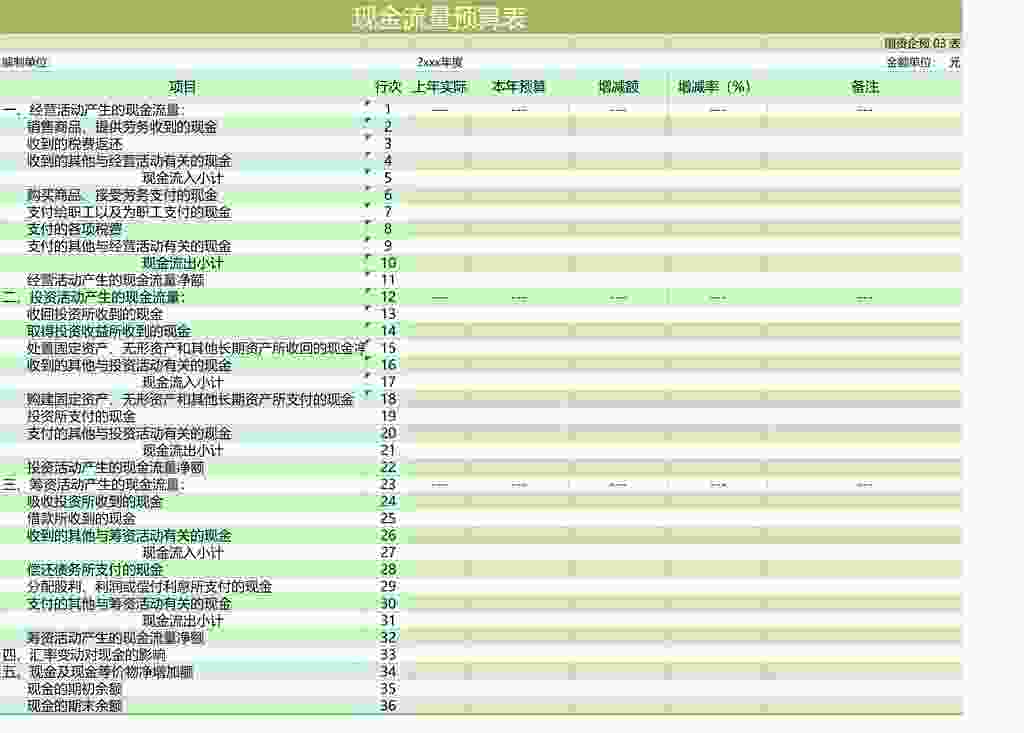 现金流量预算表
国资企预 03 表
编制单位: 2xxx年度 金额单位: 元
项目 行次 上年实际 本年预算 增减额 增减率（%） 备注
一、经营活动产生的现金流量: 1 --- --- --- --- ---
销售商品、提供劳务收到的现金 2
收到的税费返还 3
收到的其他与经营活动有关的现金 4
现金流入小计 5
购买商品、接受劳务支付的现金 6
支付给职工以及为职工支付的现金 7
支付的各项税费 8
支付的其他与经营活动有关的现金 9
现金流出小计 10
经营活动产生的现金流量净额 11
二、投资活动产生的现金流量: 12 --- --- --- --- ---
收回投资所收到的现金 13
取得投资收益所收到的现金 14
处置固定资产、无形资产和其他长期资产所收回的现金净 15
收到的其他与投资活动有关的现金 16
现金流入小计 17
购建固定资产、无形资产和其他长期资产所支付的现金 18
投资所支付的现金 19
支付的其他与投资活动有关的现金 20
现金流出小计 21
投资活动产生的现金流量净额 22
三、筹资活动产生的现金流量: 23 --- --- --- --- ---
吸收投资所收到的现金 24
借款所收到的现金 25
收到的其他与筹资活动有关的现金 26
现金流入小计 27
偿还债务所支付的现金 28
分配股利、利润或偿付利息所支付的现金 29
支付的其他与筹资活动有关的现金 30
现金流出小计 31
筹资活动产生的现金流量净额 32
四、汇率变动对现金的影响 33
五、现金及现金等价物净增加额 34
现金的期初余额 35
现金的期末余额 36